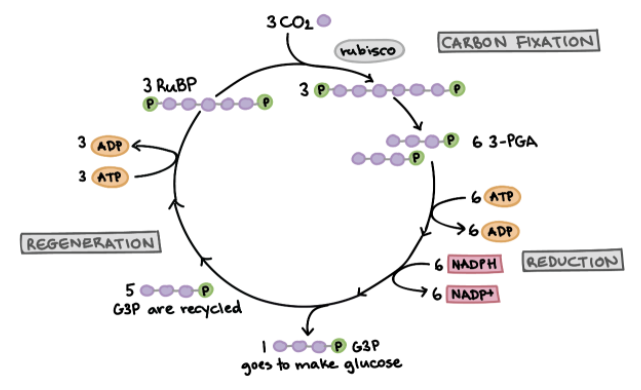 3 CO2
rubisco
CARBON FIXATION
3 RuBP
P P
3 P P
P 6 3-PGA
P
3 ADP
3 ATP
6 ATP
6 ADP
REGENERATION
6 NADPH
REDUCTION
6 NADP+
5 P
G3P are recycled
1 P G3P
goes to make glucose